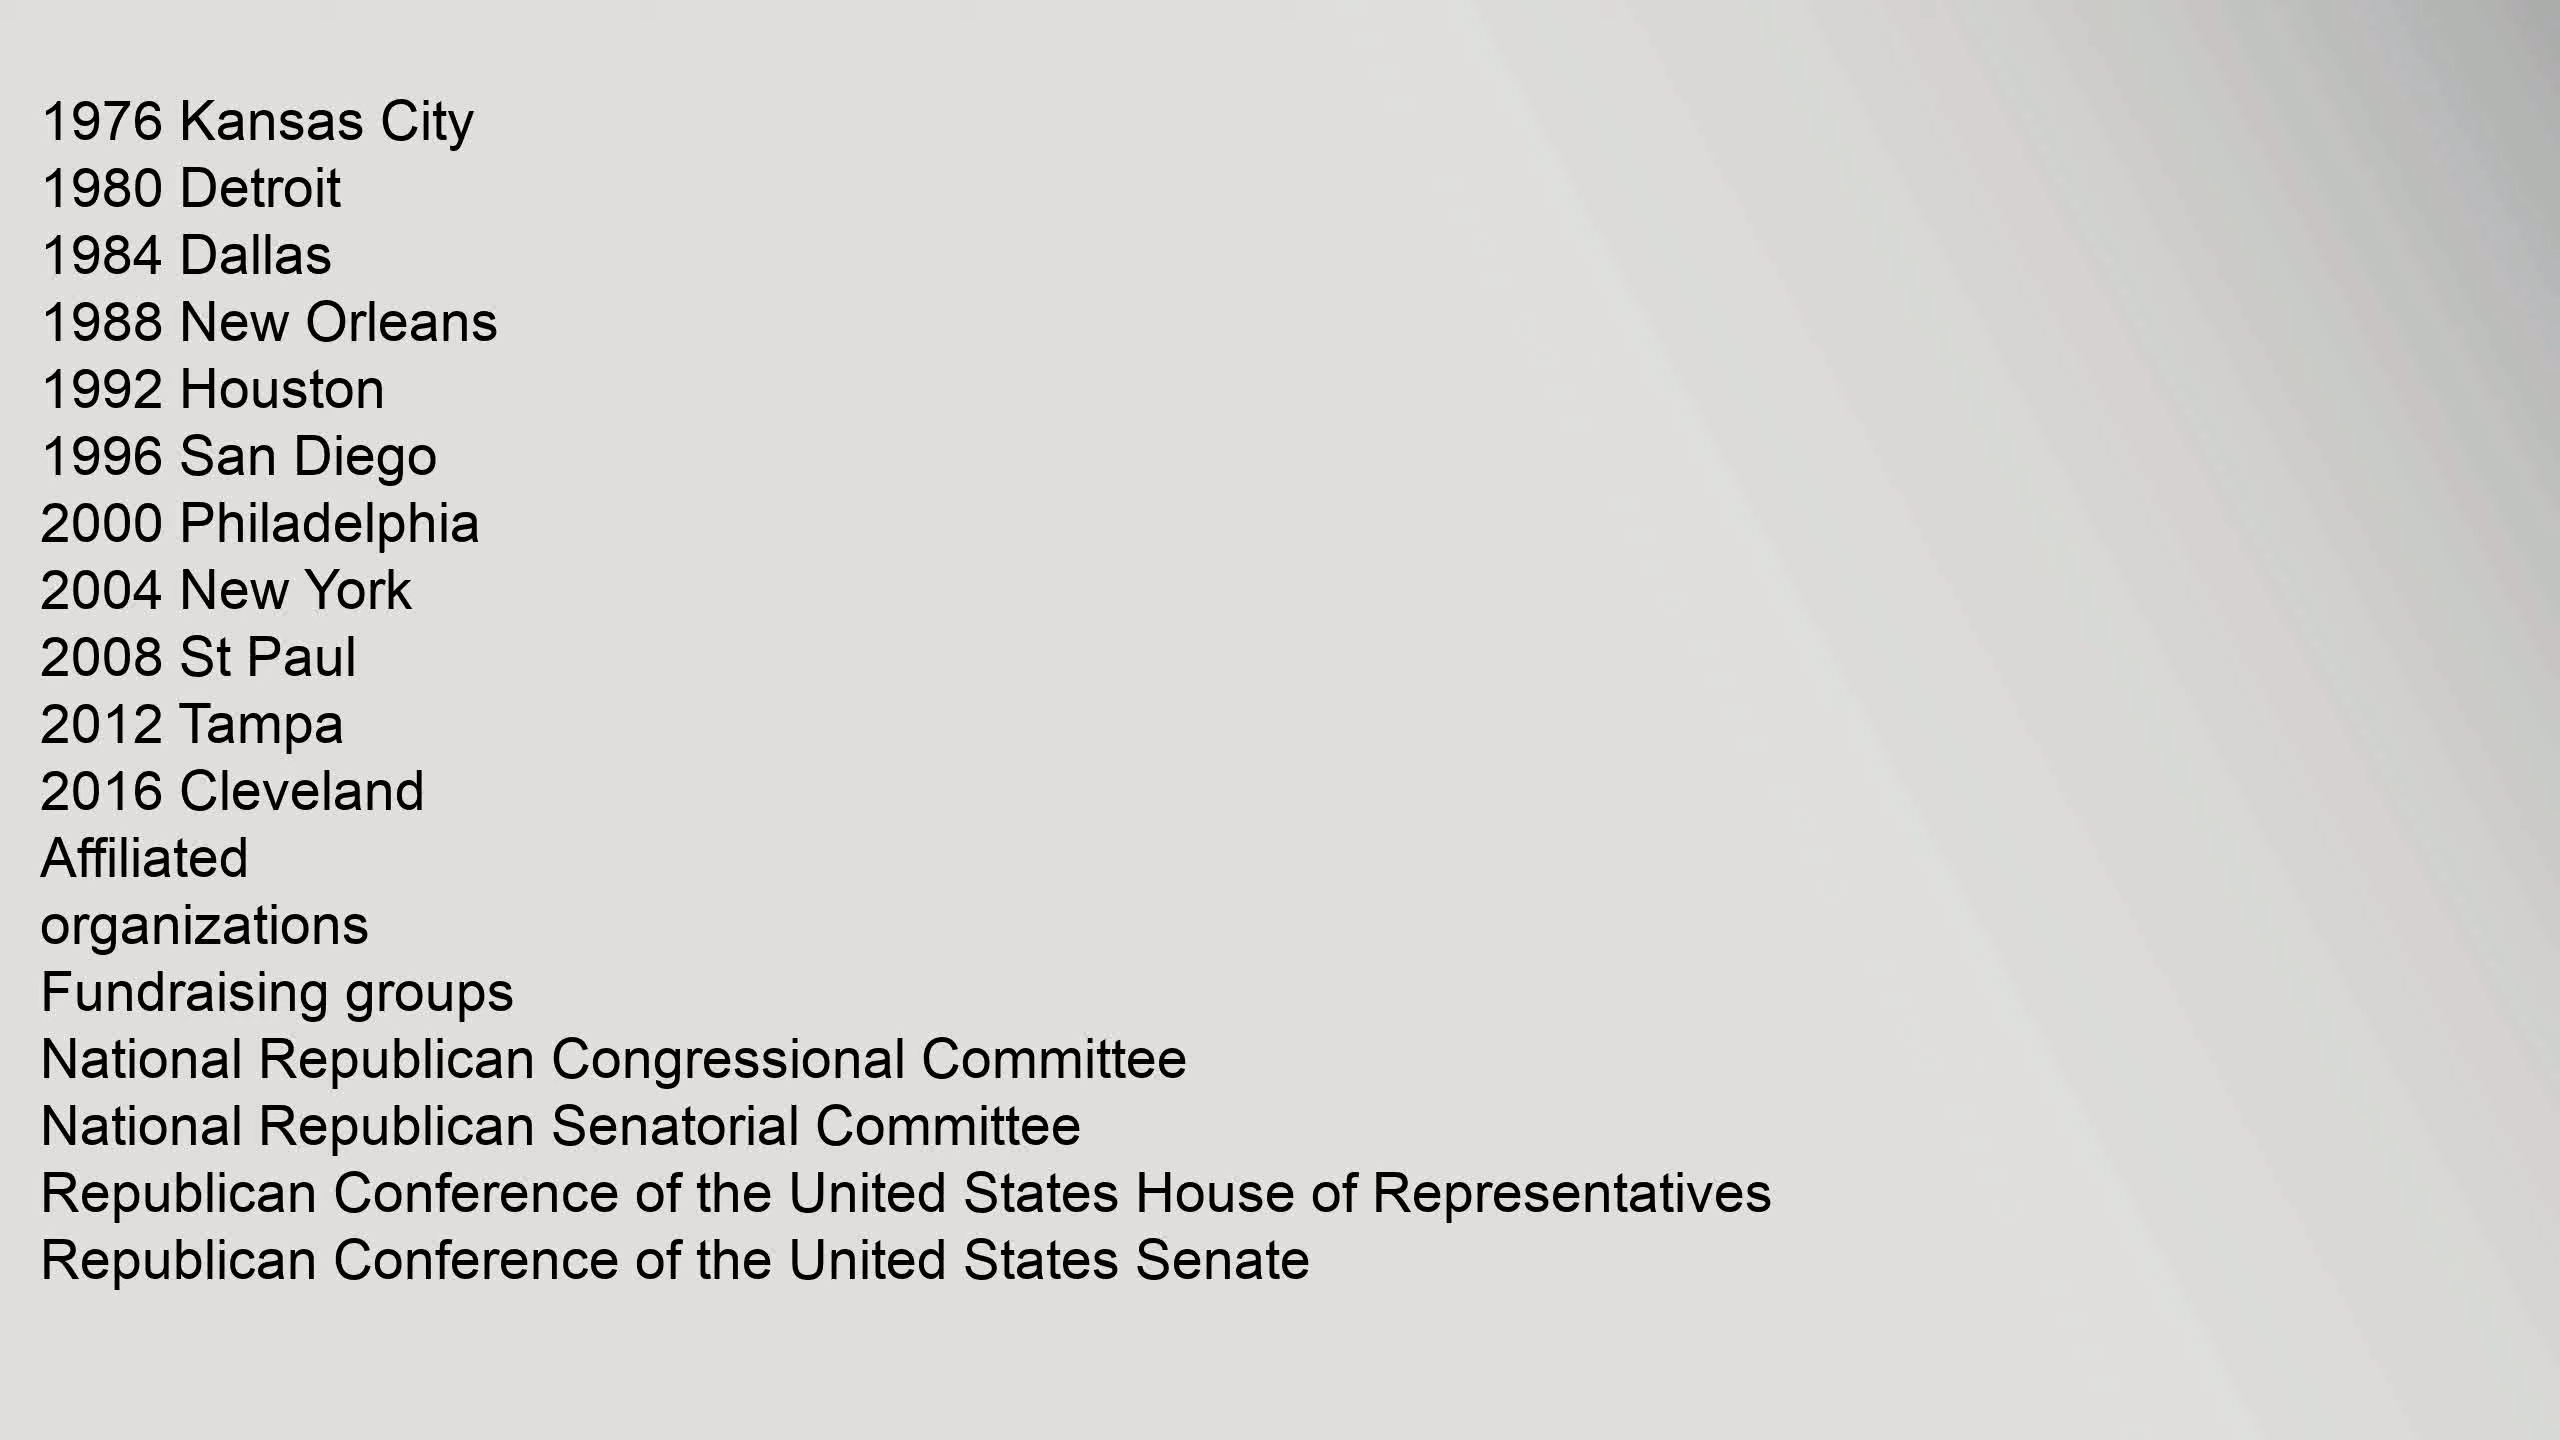 1976 Kansas City
1980 Detroit
1984 Dallas
1988 New Orleans
1992 Houston
1996 San Diego
2000 Philadelphia
2004 New York
2008 St Paul
2012 Tampa
2016 Cleveland
Affiliated
organizations
Fundraising groups
National Republican Congressional Committee
National Republican Senatorial Committee
Republican Conference of the United States House of Representatives
Republican Conference of the United States Senate